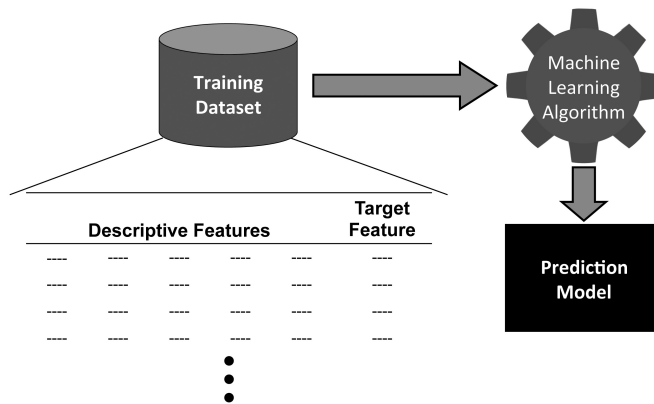 Training
Dataset
Machine
Learning
Algorithm
Target
Descriptive Features Feature
---- ---- ---- ---- ---- ----
---- ---- ---- ---- ---- ----
---- ---- ---- ---- ---- ----
---- ---- ---- ---- ---- ----
Prediction
Model